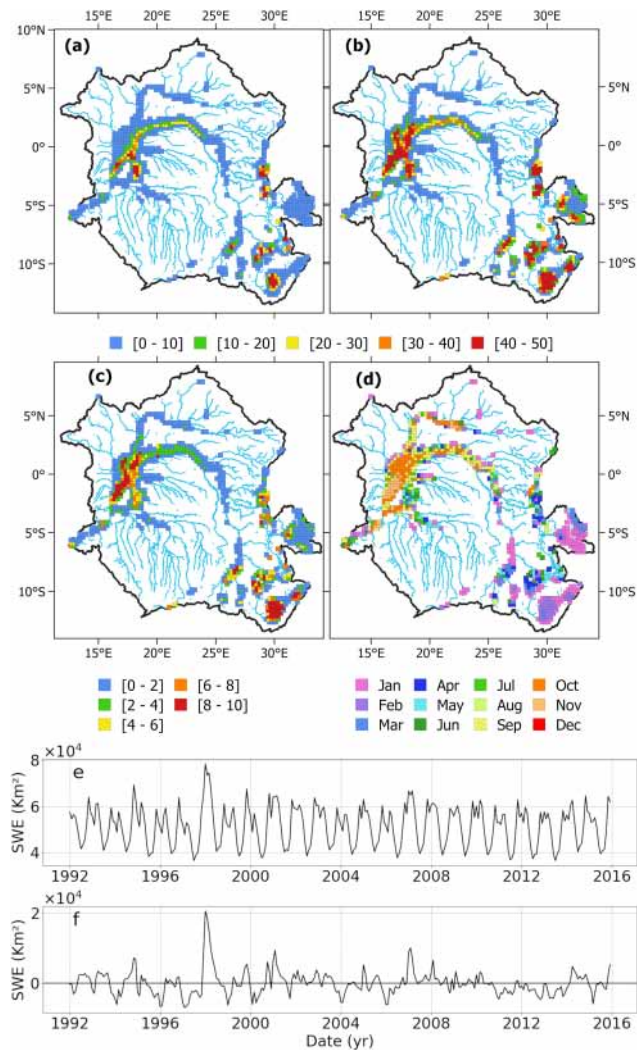 15°E 20°E 25°E 30°E 15°E 20°E 25°E 30°E
10°N (a) (b)
5°N 5°N
0° 0°
5°S 5°S
10°S 10°S
[0 - 10] [10 - 20] [20 - 30] [30 - 40] [40 - 50]
(c) (d)
5°N 5°N
0° 0°
5°S 5°S
10°S 10°S
15°E 20°E 25°E 30°E 15°E 20°E 25°E 30°E
[0 - 2] [6 - 8] Jan Apr Jul Oct
[2 - 4] [8 - 10] Feb May Aug Nov
[4 - 6] Mar Jun Sep Dec
×10⁴
8 e
6
4
SWE (Km²)
1992 1996 2000 2004 2008 2012 2016
×10⁴
2 f
0
SWE (Km²)
1992 1996 2000 2004 2008 2012 2016
Date (yr)